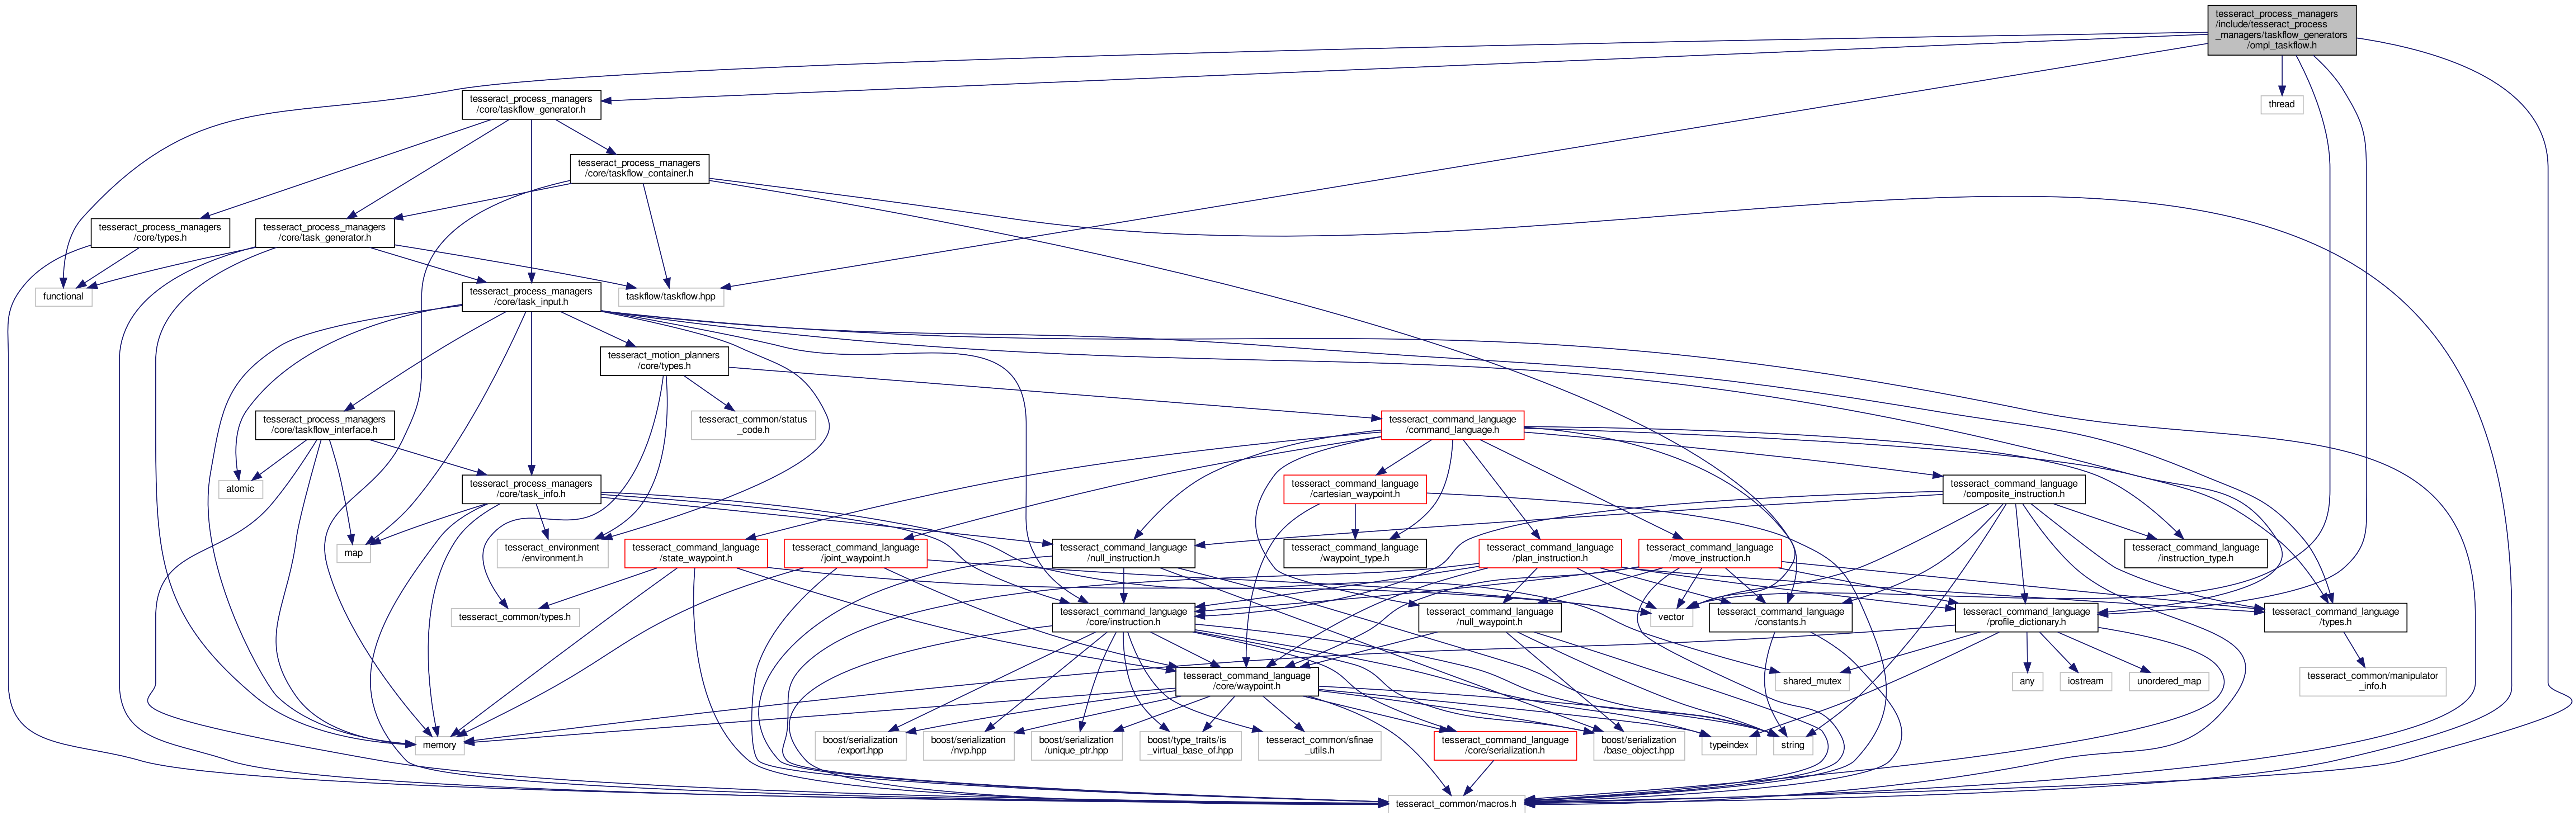 tesseract_process_managers
/include/tesseract_process
_managers/taskflow_generators
/ompl_taskflow.h
tesseract_process_managers
/core/taskflow_generator.h
thread
tesseract_process_managers
/core/taskflow_container.h
tesseract_process_managers
/core/types.h
tesseract_process_managers
/core/task_generator.h
functional
tesseract_process_managers
/core/task_input.h
taskflow/taskflow.hpp
tesseract_motion_planners
/core/types.h
tesseract_process_managers
/core/taskflow_interface.h
tesseract_common/status
_code.h
tesseract_command_language
/command_language.h
atomic
tesseract_process_managers
/core/task_info.h
tesseract_command_language
/cartesian_waypoint.h
tesseract_command_language
/composite_instruction.h
map
tesseract_environment
/environment.h
tesseract_command_language
/state_waypoint.h
tesseract_command_language
/joint_waypoint.h
tesseract_command_language
/null_instruction.h
tesseract_command_language
/waypoint_type.h
tesseract_command_language
/plan_instruction.h
tesseract_command_language
/move_instruction.h
tesseract_command_language
/instruction_type.h
tesseract_common/types.h
tesseract_command_language
/core/instruction.h
tesseract_command_language
/null_waypoint.h
vector
tesseract_command_language
/constants.h
tesseract_command_language
/profile_dictionary.h
tesseract_command_language
/types.h
tesseract_command_language
/core/waypoint.h
shared_mutex
any
iostream
unordered_map
tesseract_common/manipulator
_info.h
memory
boost/serialization
/export.hpp
boost/serialization
/nvp.hpp
boost/serialization
/unique_ptr.hpp
boost/type_traits/is
_virtual_base_of.hpp
tesseract_common/sfinae
_utils.h
tesseract_command_language
/core/serialization.h
boost/serialization
/base_object.hpp
typeindex
string
tesseract_common/macros.h